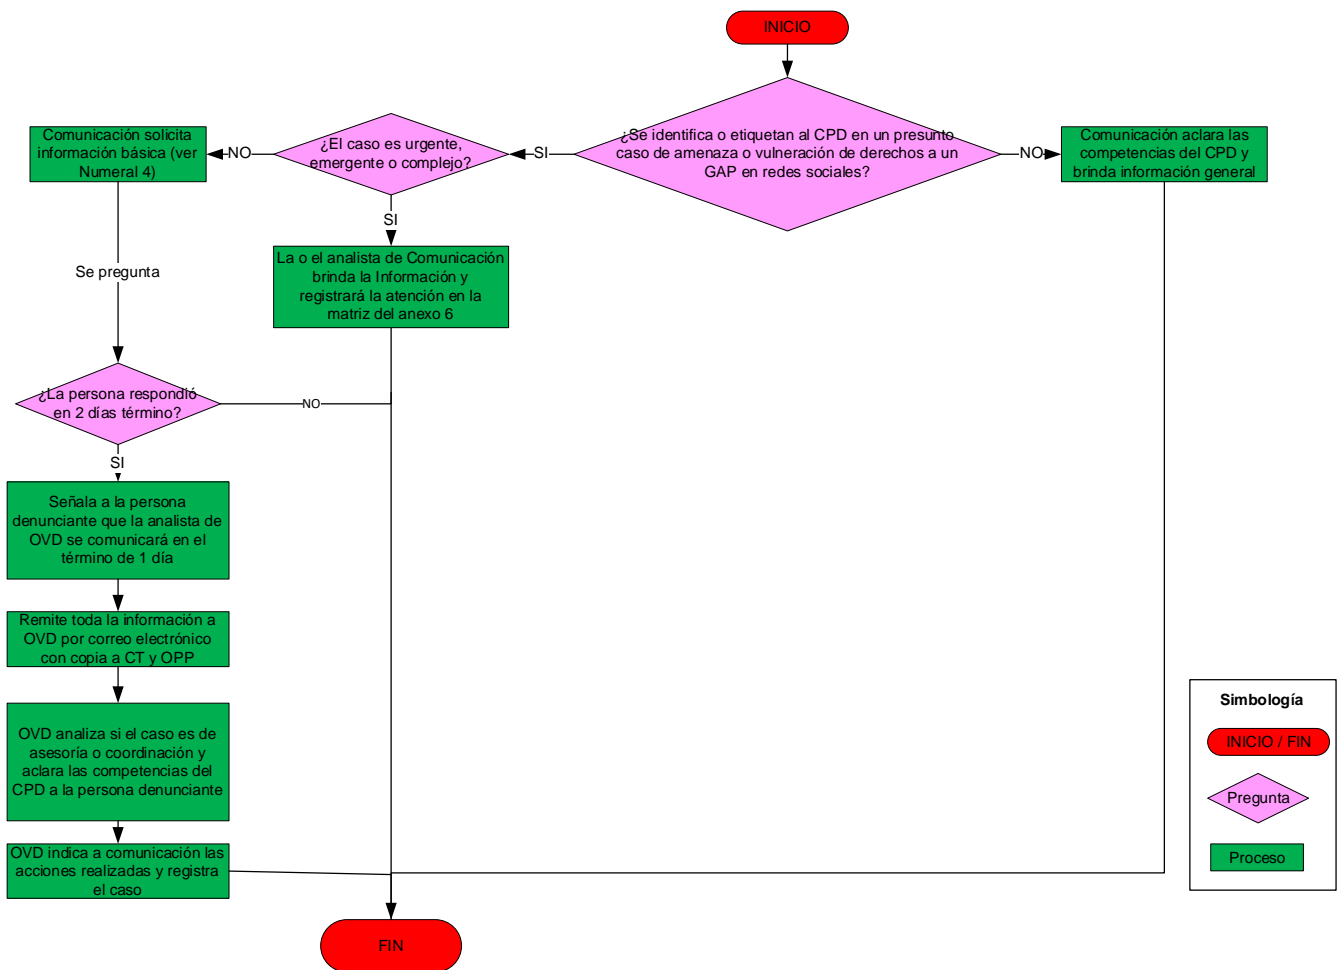 INICIO
¿Se identifica o etiquetan al CPD en un presunto
caso de amenaza o vulneración de derechos a un
GAP en redes sociales?
SI
NO
Comunicación aclara las
competencias del CPD y
brinda información general
¿El caso es urgente,
emergente o complejo?
NO
SI
Comunicación solicita
información básica (ver
Numeral 4)
La o el analista de Comunicación
brinda la Información y
registrará la atención en la
matriz del anexo 6
Se pregunta
¿La persona respondió
en 2 días término?
NO
SI
Señala a la persona
denunciante que la analista de
OVD se comunicará en el
término de 1 día
Remite toda la información a
OVD por correo electrónico
con copia a CT y OPP
OVD analiza si el caso es de
asesoría o coordinación y
aclara las competencias del
CPD a la persona denunciante
OVD indica a comunicación las
acciones realizadas y registra
el caso
FIN
Simbología
INICIO / FIN
Pregunta
Proceso